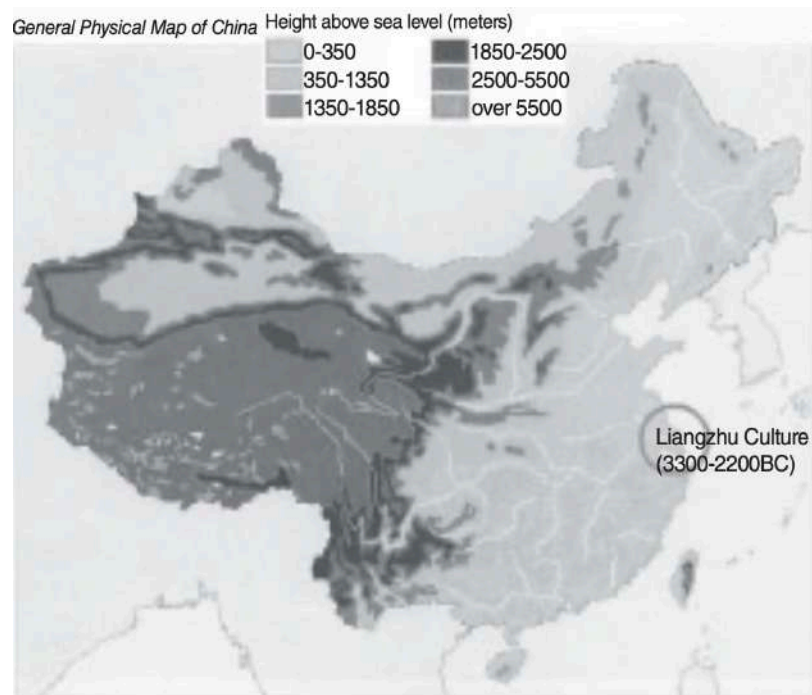 General Physical Map of China
Height above sea level (meters)
0-350
350-1350
1350-1850
1850-2500
2500-5500
over 5500
Liangzhu Culture
(3300-2200BC)